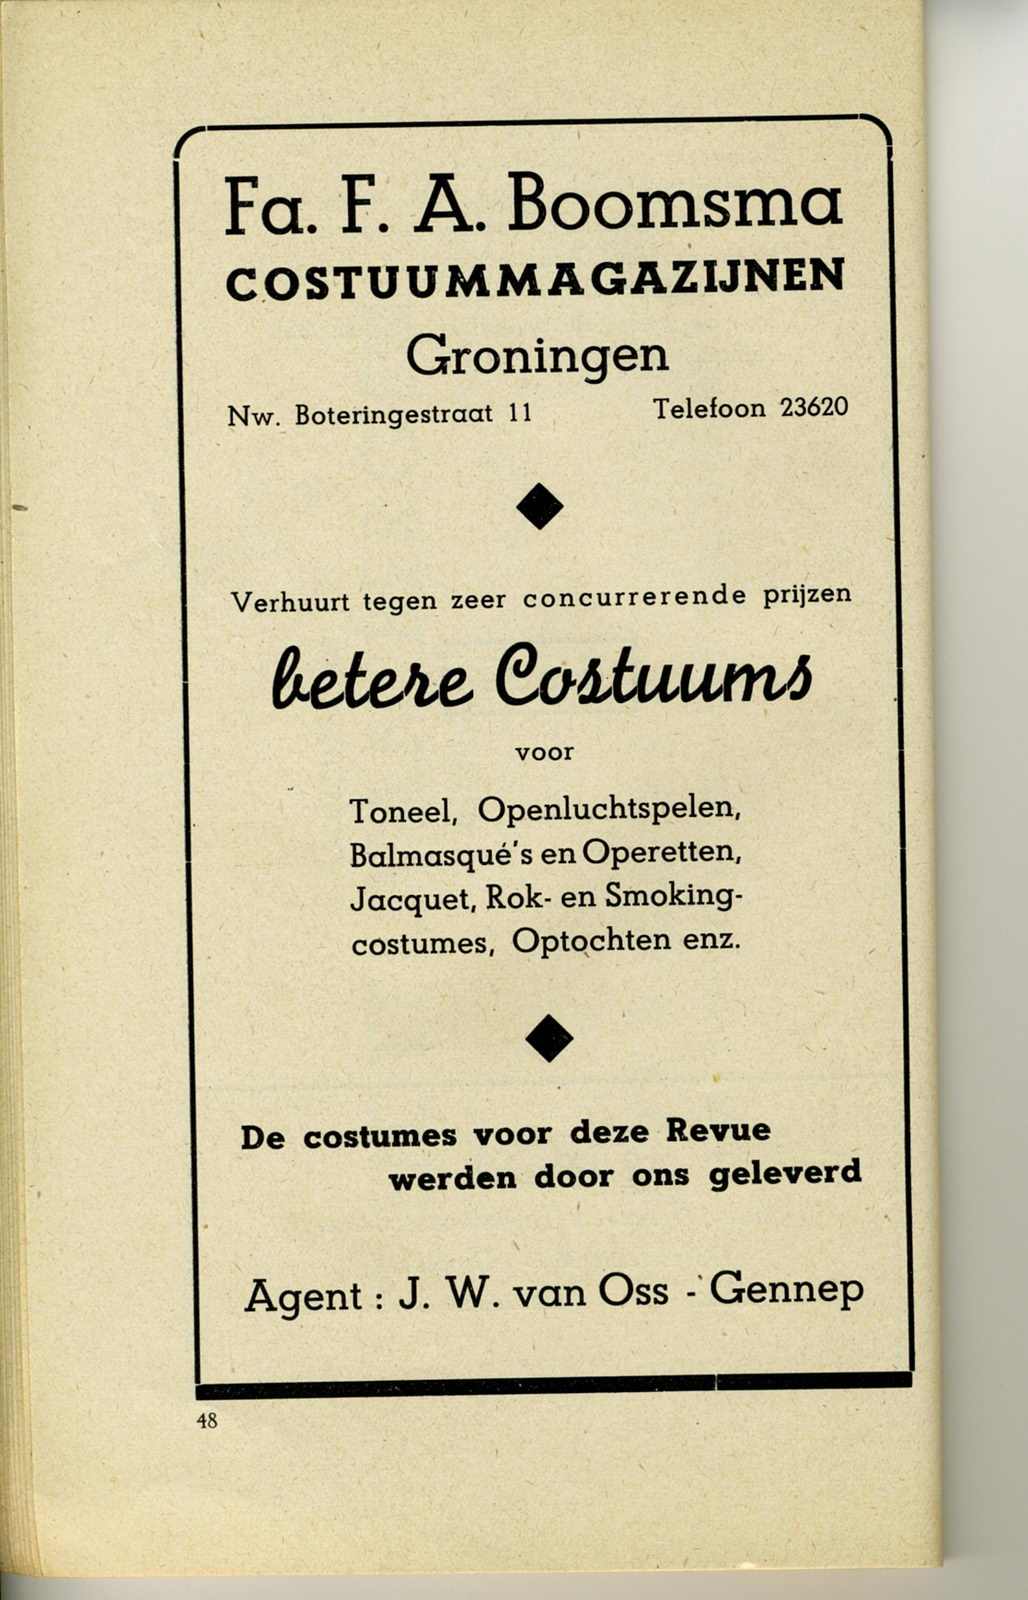 Fa. F. A. Boomsma
COSTUUMMAGAZIJNEN
Groningen
Nw. Boteringestraat 11 Telefoon 23620
Verhuurt tegen zeer concurrerende prijzen
betere Costuums
voor
Toneel, Openluchtspelen,
Balmasqué's en Operetten,
Jacquet, Rok- en Smoking-
costumes, Optochten enz.
De costumes voor deze Revue
werden door ons geleverd
Agent : J. W. van Oss - Gennep
48